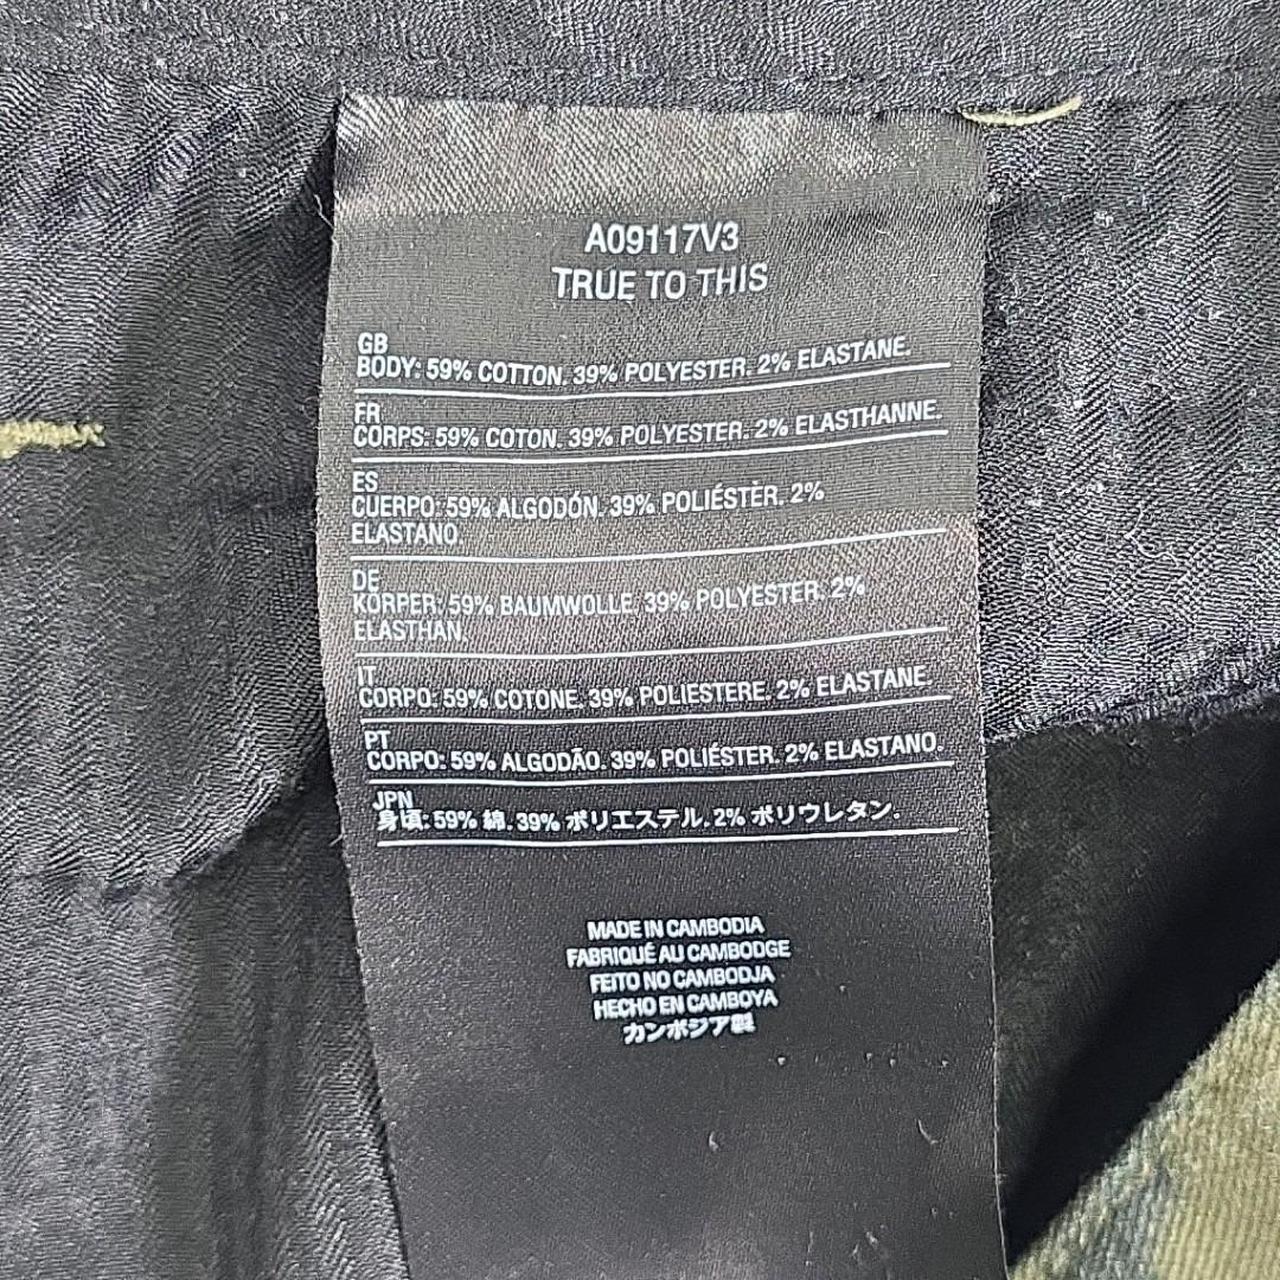 A09117V3
TRUE TO THIS
GB
BODY: 59% COTTON. 39% POLYESTER. 2% ELASTANE.
FR
CORPS: 59% COTON. 39% POLYESTER. 2% ELASTHANNE.
ES
CUERPO: 59% ALGODÓN. 39% POLIÉSTER. 2%
ELASTANO.
DE
KÖRPER: 59% BAUMWOLLE. 39% POLYESTER. 2%
ELASTHAN.
IT
CORPO: 59% COTONE. 39% POLIESTERE. 2% ELASTANE.
PT
CORPO: 59% ALGODÃO. 39% POLIÉSTER. 2% ELASTANO.
JPN
身頃: 59% 綿. 39% ポリエステル. 2% ポリウレタン.
MADE IN CAMBODIA
FABRIQUÉ AU CAMBODGE
FEITO NO CAMBODJA
HECHO EN CAMBOYA
カンボジア製